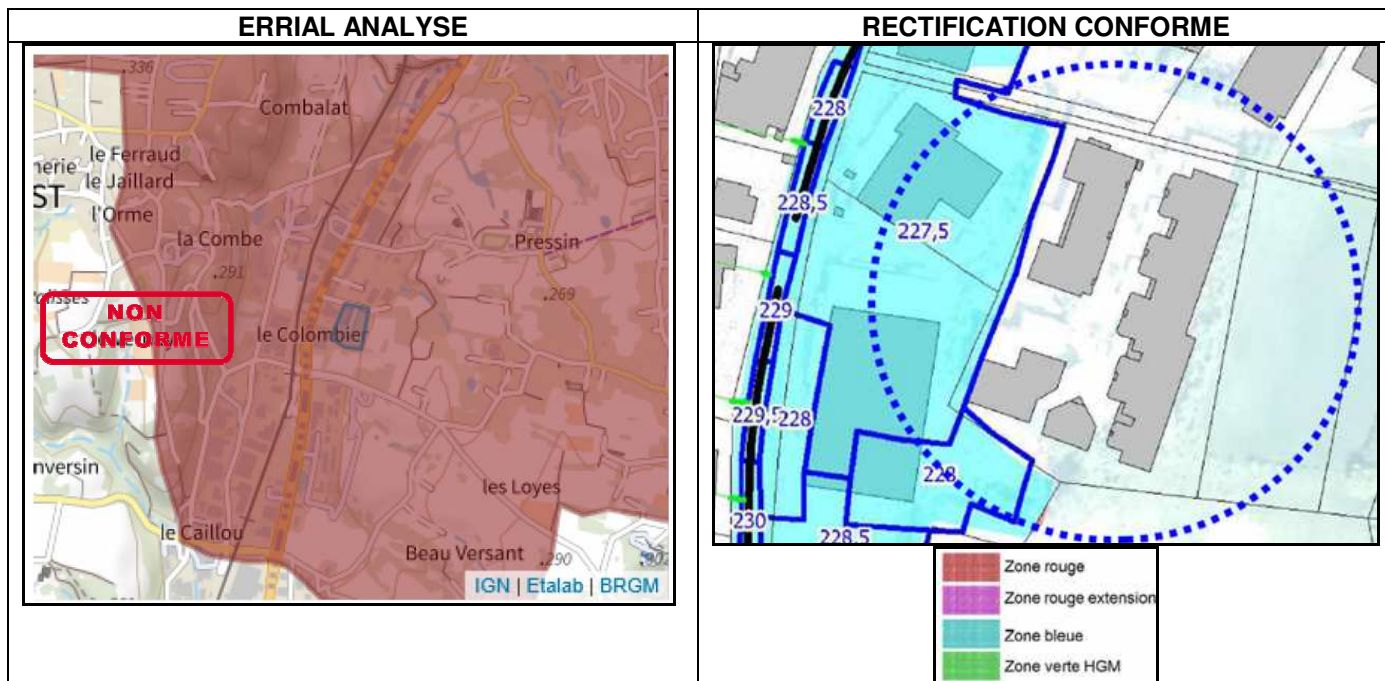 ERRIAL ANALYSE
RECTIFICATION CONFORME
.336
Combalat
le Ferraud
le Jaillard
ST
l'Orme
la Combe
.291
Pressin
.269
NON
CONFORME
le Colombier
nversin
les Loyes
le Caillou
Beau Versant
.290
.302
IGN | Etalab | BRGM
228
228,5
227,5
229
229,5
228
228
230
228,5
Zone rouge
Zone rouge extension
Zone bleue
Zone verte HGM